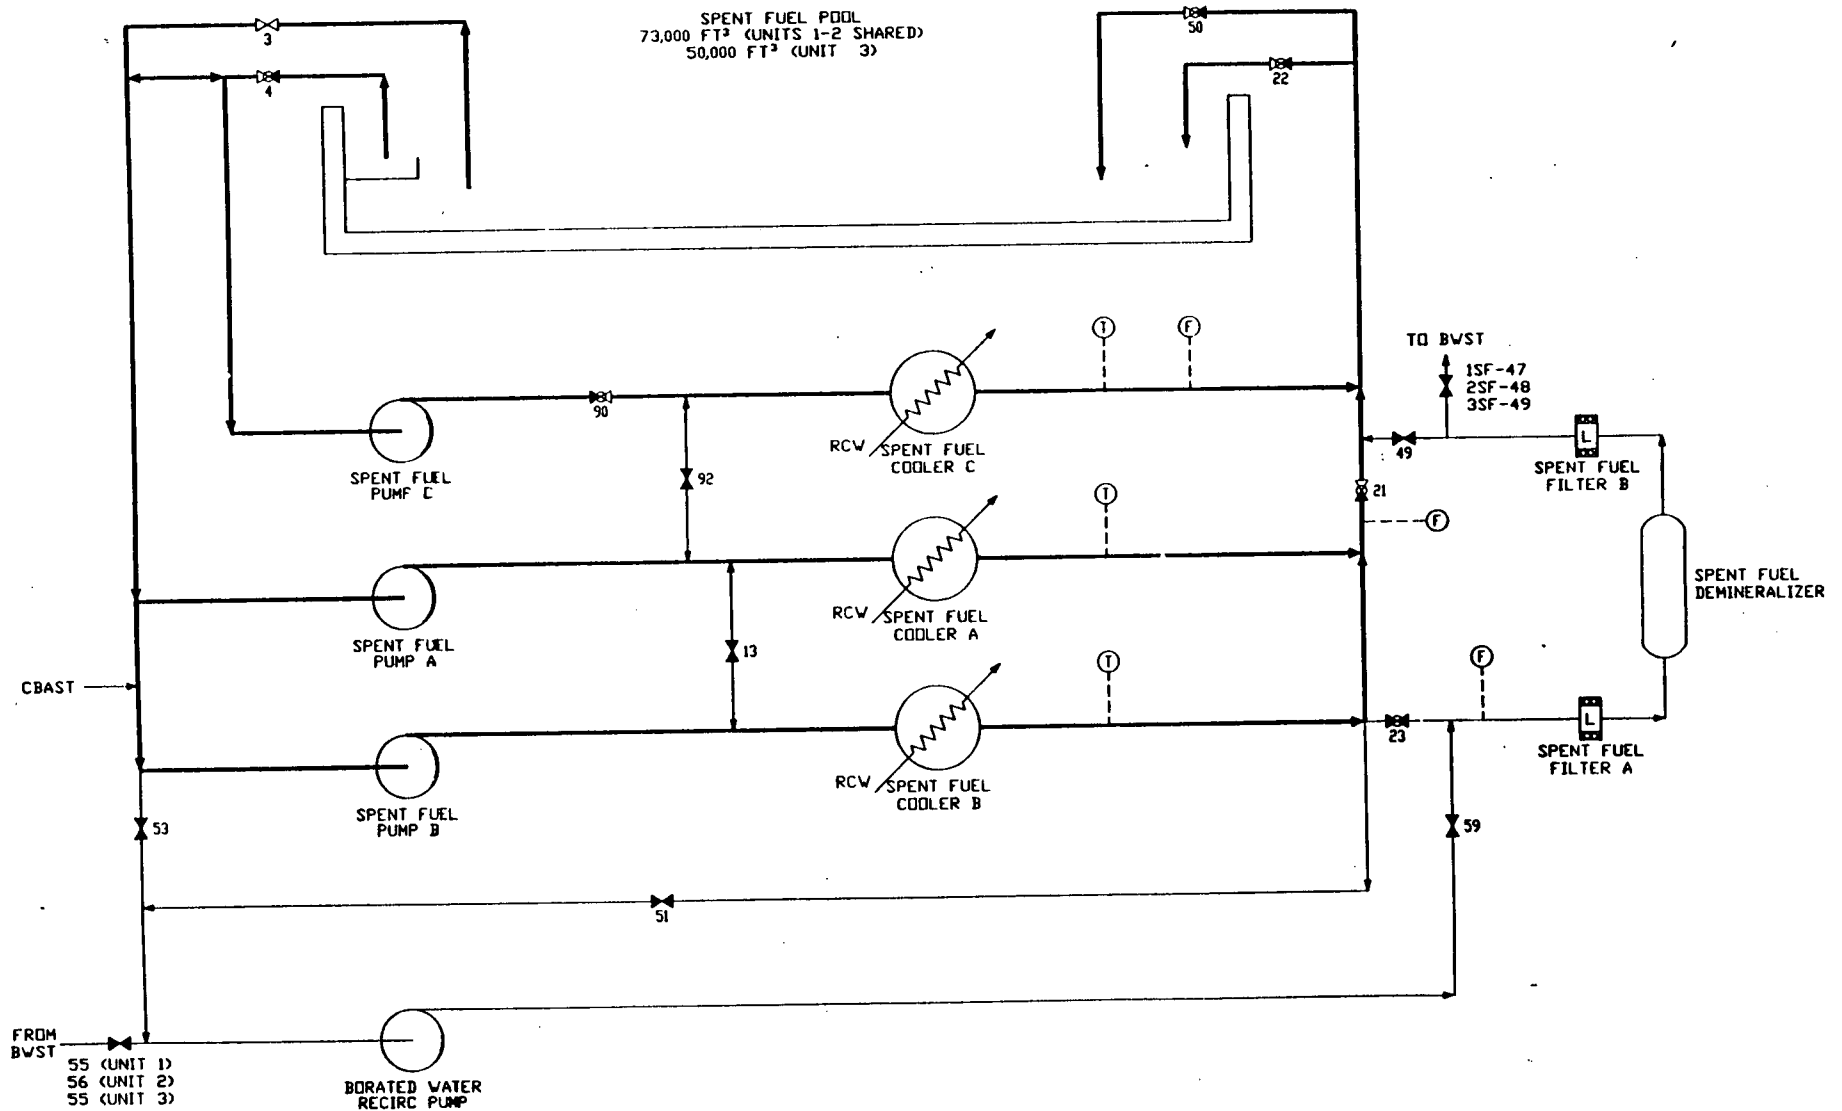 SPENT FUEL POOL
73,000 FT³ (UNITS 1-2 SHARED)
50,000 FT³ (UNIT 3)
3
4
50
22
T
F
TO BWST
1SF-47
2SF-48
3SF-49
90
RCW
SPENT FUEL
COOLER C
SPENT FUEL
PUMP C
92
49
L
SPENT FUEL
FILTER B
21
T
F
SPENT FUEL
DEMINERALIZER
RCW
SPENT FUEL
COOLER A
SPENT FUEL
PUMP A
13
CBAST
T
F
23
L
SPENT FUEL
FILTER A
RCW
SPENT FUEL
COOLER B
SPENT FUEL
PUMP B
53
59
51
FROM
BWST
55 (UNIT 1)
56 (UNIT 2)
55 (UNIT 3)
BORATED WATER
RECIRC PUMP